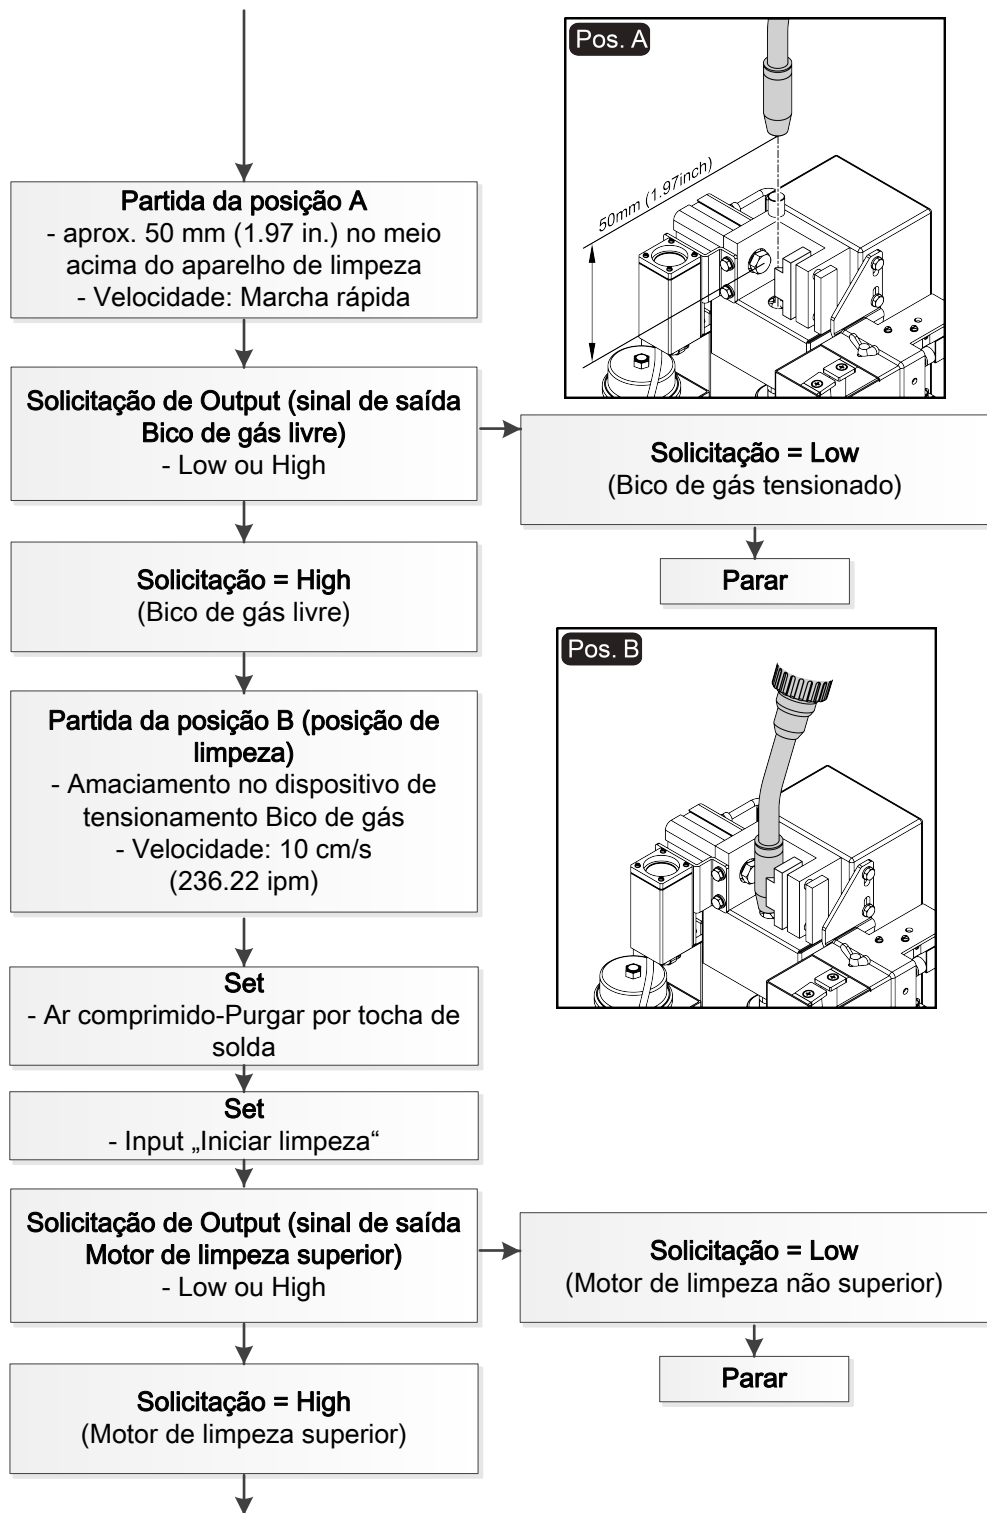 Pos. A
50mm (1.97inch)
Partida da posição A
- aprox. 50 mm (1.97 in.) no meio
acima do aparelho de limpeza
- Velocidade: Marcha rápida
Solicitação de Output (sinal de saída
Bico de gás livre)
- Low ou High
Solicitação = Low
(Bico de gás tensionado)
Parar
Solicitação = High
(Bico de gás livre)
Pos. B
Partida da posição B (posição de
limpeza)
- Amaciamento no dispositivo de
tensionamento Bico de gás
- Velocidade: 10 cm/s
(236.22 ipm)
Set
- Ar comprimido-Purgar por tocha de
solda
Set
- Input „Iniciar limpeza“
Solicitação de Output (sinal de saída
Motor de limpeza superior)
- Low ou High
Solicitação = Low
(Motor de limpeza não superior)
Parar
Solicitação = High
(Motor de limpeza superior)